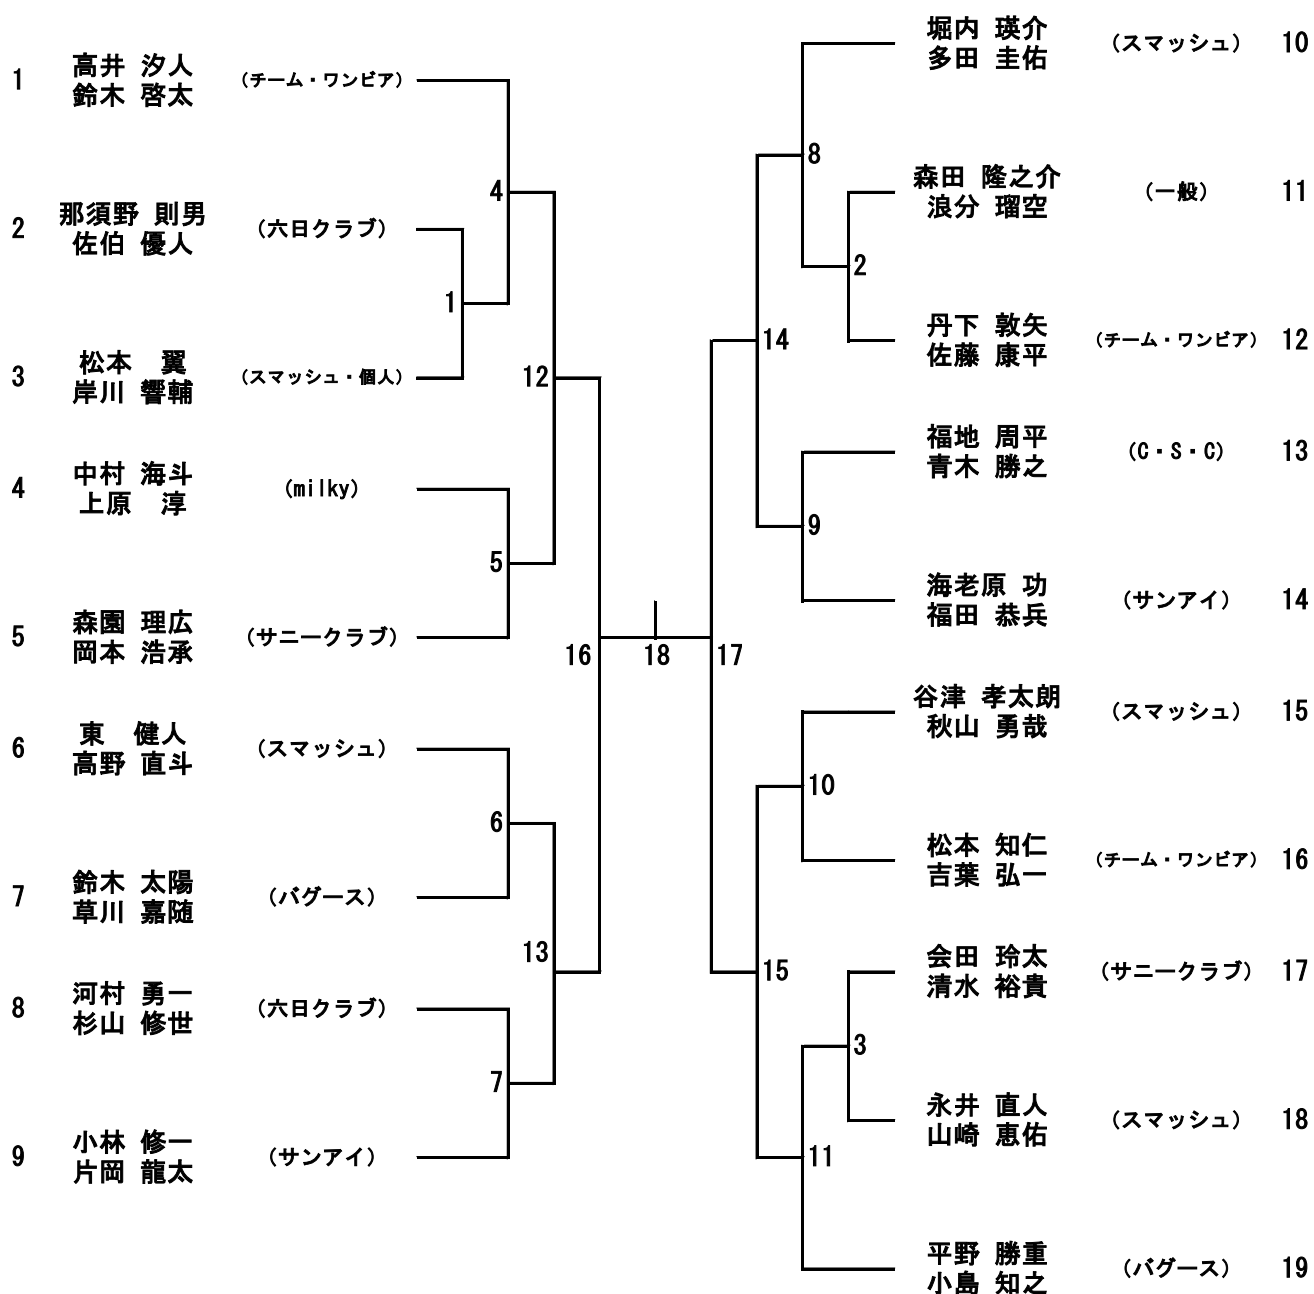 1 高井 汐人 (チーム・ワンピア)
鈴木 啓太
2 那須野 則男 (六日クラブ)
佐伯 優人
3 松本 翼 (スマッシュ・個人)
岸川 響輔
4 中村 海斗 (milky)
上原 淳
5 森園 理広 (サニークラブ)
岡本 浩承
6 東 健人 (スマッシュ)
高野 直斗
7 鈴木 太陽 (バグース)
草川 嘉随
8 河村 勇一 (六日クラブ)
杉山 修世
9 小林 修一 (サンアイ)
片岡 龍太
1
4
5
12
6
7
13
16
18
17
14
8
2
9
15
10
3
11
堀内 瑛介 (スマッシュ) 10
多田 圭佑
森田 隆之介 (一般) 11
浪分 瑠空
丹下 敦矢 (チーム・ワンピア) 12
佐藤 康平
福地 周平 (C・S・C) 13
青木 勝之
海老原 功 (サンアイ) 14
福田 恭兵
谷津 孝太朗 (スマッシュ) 15
秋山 勇哉
松本 知仁 (チーム・ワンピア) 16
吉葉 弘一
会田 玲太 (サニークラブ) 17
清水 裕貴
永井 直人 (スマッシュ) 18
山崎 恵佑
平野 勝重 (バグース) 19
小島 知之